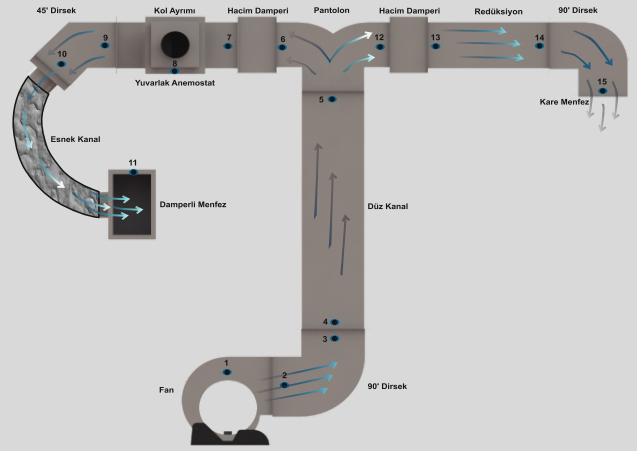 45' Dirsek
Kol Ayrımı
Hacim Damperi
Pantolon
Hacim Damperi
Redüksiyon
90' Dirsek
9
10
8
7
6
12
13
14
15
Yuvarlak Anemostat
Kare Menfez
5
Esnek Kanal
11
Damperli Menfez
Düz Kanal
4
3
1
2
Fan
90' Dirsek